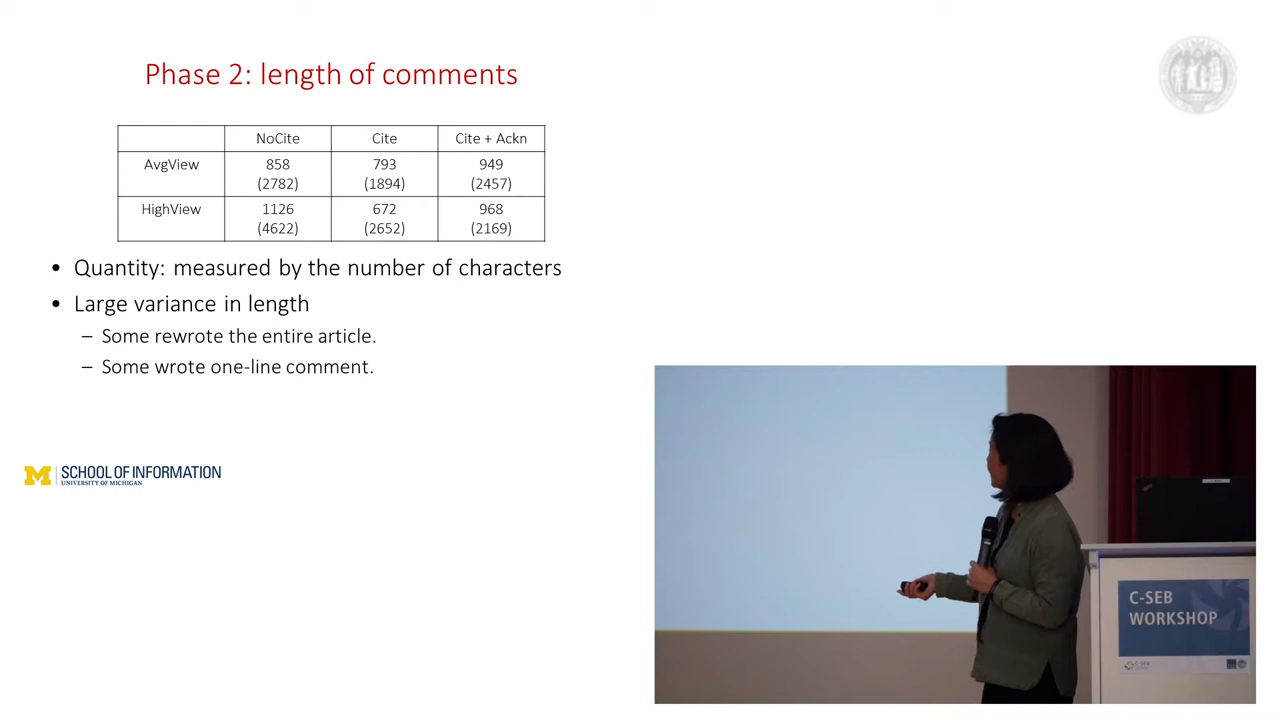 Phase 2: length of comments
NoCite Cite Cite + Ackn
AvgView 858 793 949
(2782) (1894) (2457)
HighView 1126 672 968
(4622) (2652) (2169)
• Quantity: measured by the number of characters
• Large variance in length
– Some rewrote the entire article.
– Some wrote one-line comment.
M SCHOOL OF INFORMATION
UNIVERSITY OF MICHIGAN
C-SEB
WORKSHOP
C-SEB